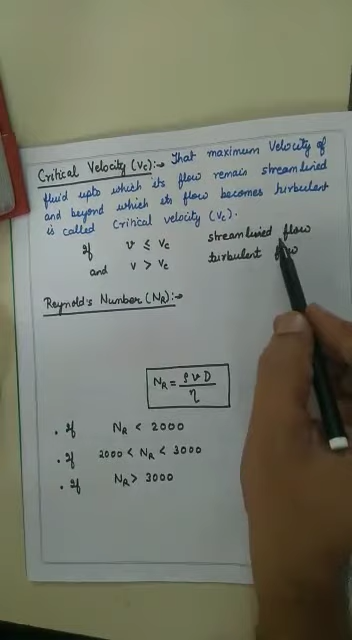 Critical Velocity (Vc):→ That maximum velocity of
fluid upto which its flow remain streamlined
and beyond which its flow becomes turbulent
is called Critical velocity (Vc).
If v ≤ vc streamlined flow
and v > vc turbulent flow
Reynold's Number (NR):→
NR = ρ v D / η
. If NR < 2000
. If 2000 < NR < 3000
. If NR > 3000